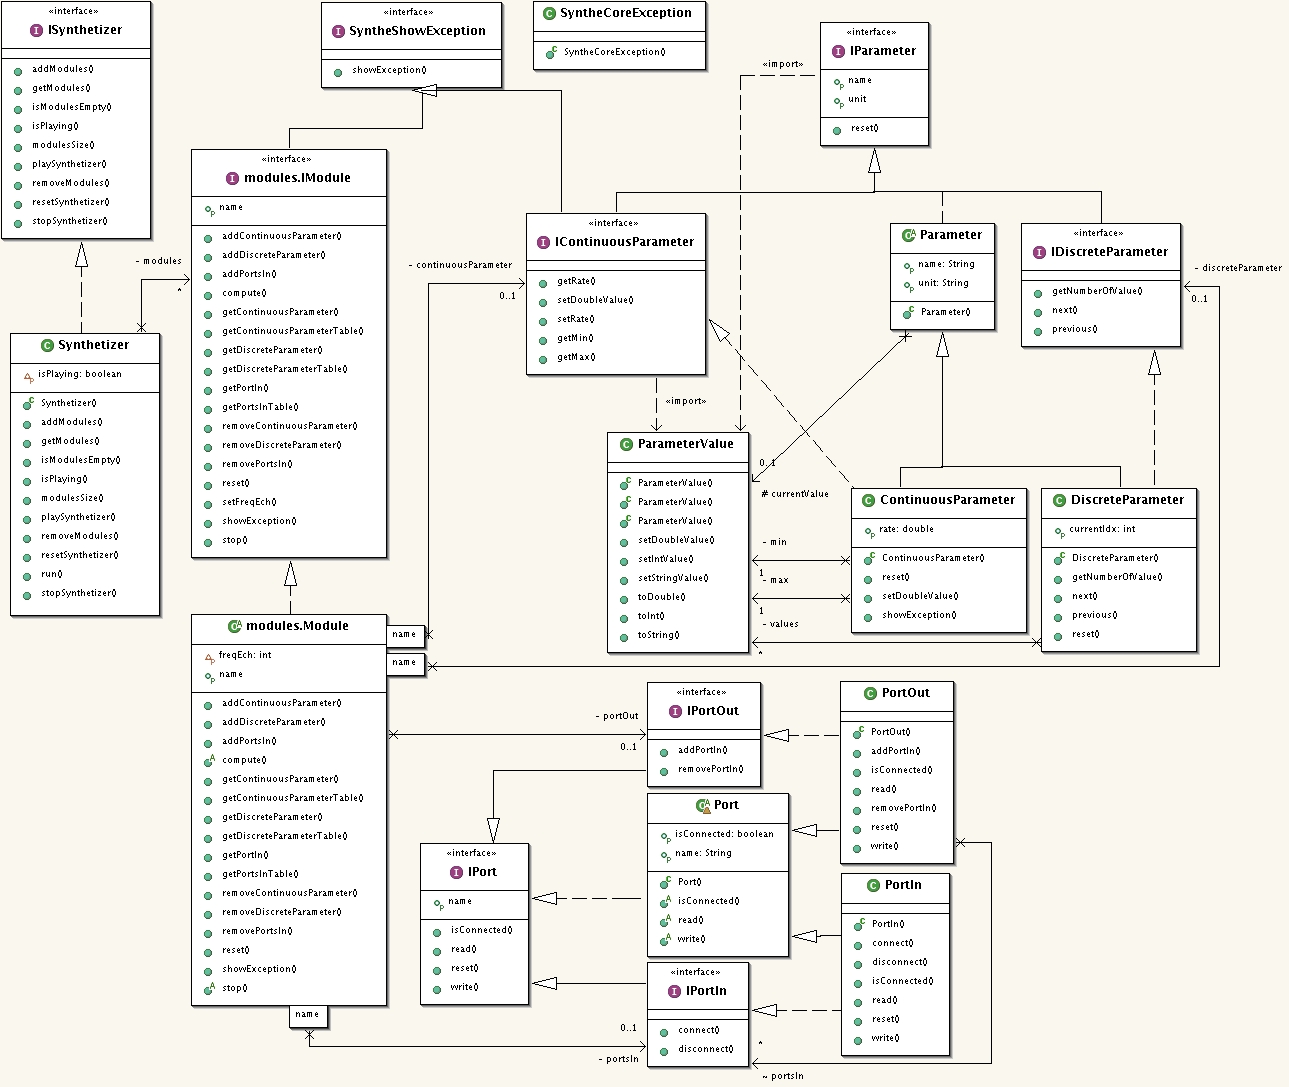 «interface»
ISynthetizer
addModules()
getModules()
isModulesEmpty()
isPlaying()
modulesSize()
playSynthetizer()
removeModules()
resetSynthetizer()
stopSynthetizer()
«interface»
SyntheShowException
showException()
SyntheCoreException
SyntheCoreException()
«interface»
IParameter
name
unit
reset()
«import»
«interface»
modules.IModule
name
addContinuousParameter()
addDiscreteParameter()
addPortsIn()
compute()
getContinuousParameter()
getContinuousParameterTable()
getDiscreteParameter()
getDiscreteParameterTable()
getPortIn()
getPortsInTable()
removeContinuousParameter()
removeDiscreteParameter()
removePortsIn()
reset()
setFreqEch()
showException()
stop()
- modules
*
Synthetizer
isPlaying: boolean
Synthetizer()
addModules()
getModules()
isModulesEmpty()
isPlaying()
modulesSize()
playSynthetizer()
removeModules()
resetSynthetizer()
run()
stopSynthetizer()
- continuousParameter
0..1
«interface»
IContinuousParameter
getRate()
setDoubleValue()
setRate()
getMin()
getMax()
«import»
Parameter
name: String
unit: String
Parameter()
«interface»
IDiscreteParameter
getNumberOfValue()
next()
previous()
- discreteParameter
0..1
ParameterValue
ParameterValue()
ParameterValue()
ParameterValue()
setDoubleValue()
setIntValue()
setStringValue()
toDouble()
toInt()
toString()
0..1
# currentValue
- min
1
- max
1
- values
*
ContinuousParameter
rate: double
ContinuousParameter()
reset()
setDoubleValue()
showException()
DiscreteParameter
currentIdx: int
DiscreteParameter()
getNumberOfValue()
next()
previous()
reset()
modules.Module
freqEch: int
name
addContinuousParameter()
addDiscreteParameter()
addPortsIn()
compute()
getContinuousParameter()
getContinuousParameterTable()
getDiscreteParameter()
getDiscreteParameterTable()
getPortIn()
getPortsInTable()
removeContinuousParameter()
removeDiscreteParameter()
removePortsIn()
reset()
showException()
stop()
name
name
name
- portOut
0..1
«interface»
IPortOut
addPortIn()
removePortIn()
PortOut
PortOut()
addPortIn()
isConnected()
read()
removePortIn()
reset()
write()
Port
isConnected: boolean
name: String
Port()
isConnected()
read()
write()
«interface»
IPort
name
isConnected()
read()
reset()
write()
PortIn
PortIn()
connect()
disconnect()
isConnected()
read()
reset()
write()
«interface»
IPortIn
connect()
disconnect()
0..1
- portsIn
*
~ portsIn